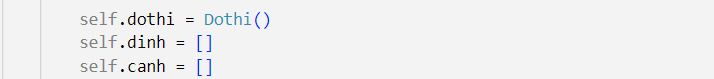 self.dothi = Dothi()
self.dinh = []
self.canh = []